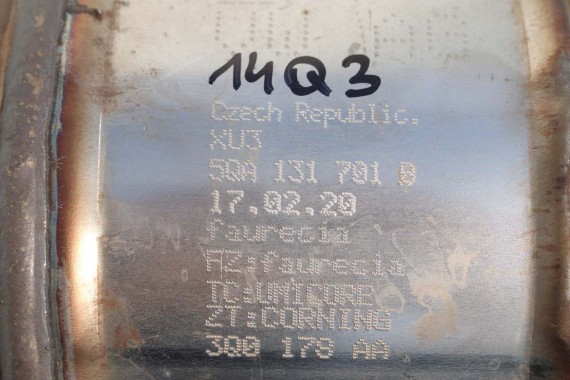 14Q3
Czech Republic.
XU3
5QA 131 701 B
17.02.20
faurecia
AZ:faurecia
TC:UMICORE
ZT:CORNING
3Q0 178 AA